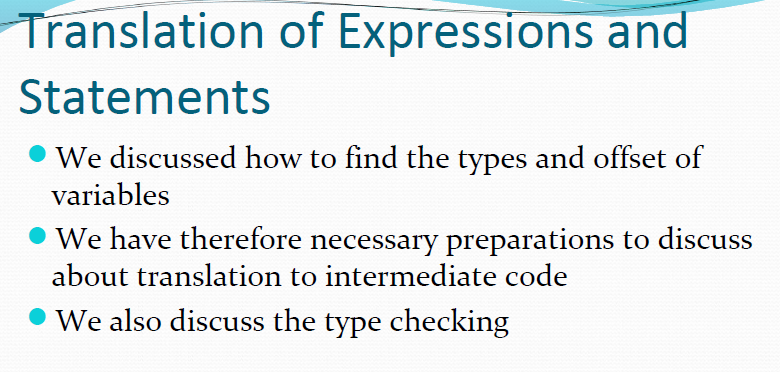 Translation of Expressions and
Statements
We discussed how to find the types and offset of
variables
We have therefore necessary preparations to discuss
about translation to intermediate code
We also discuss the type checking